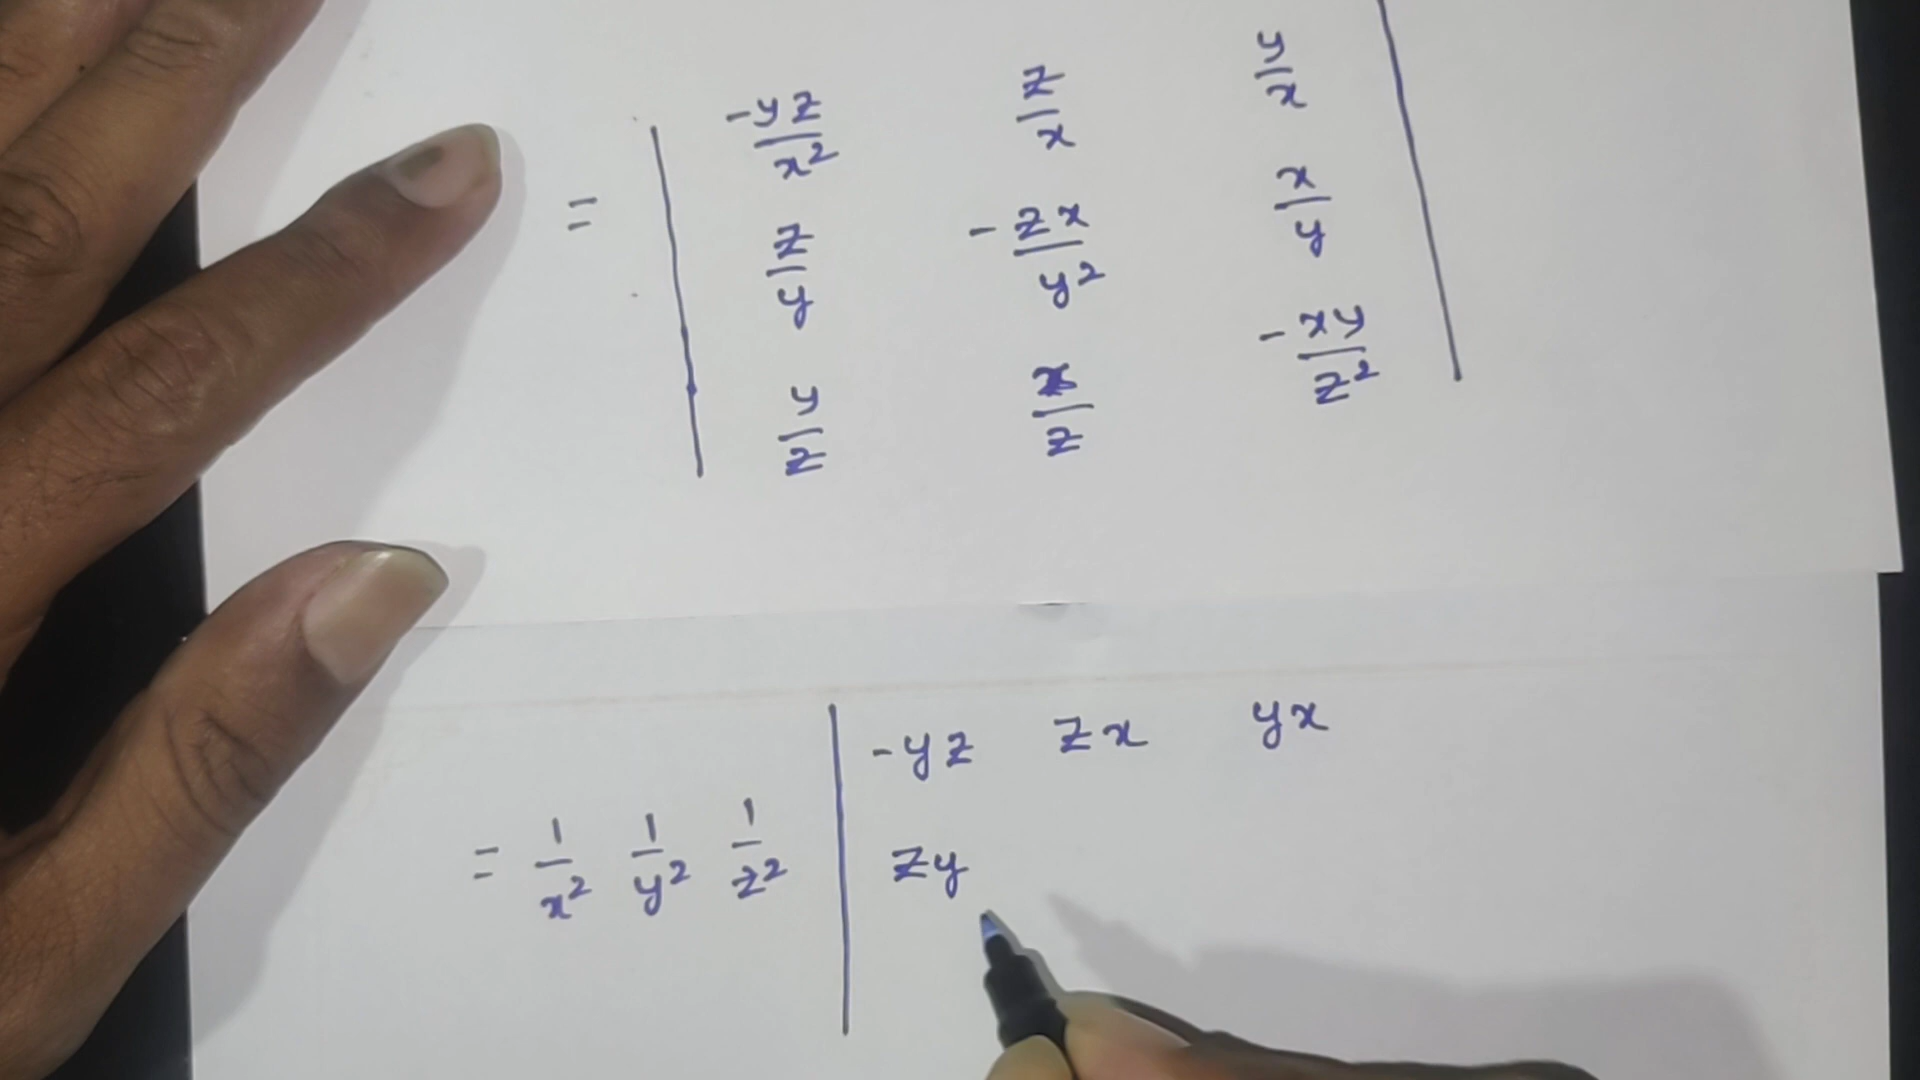 = | -yz/x² z/x y/x |
| z/y - zx/y² x/y |
| y/z x/z - xy/z² |
= 1/x² 1/y² 1/z² | -yz zx yx
zy